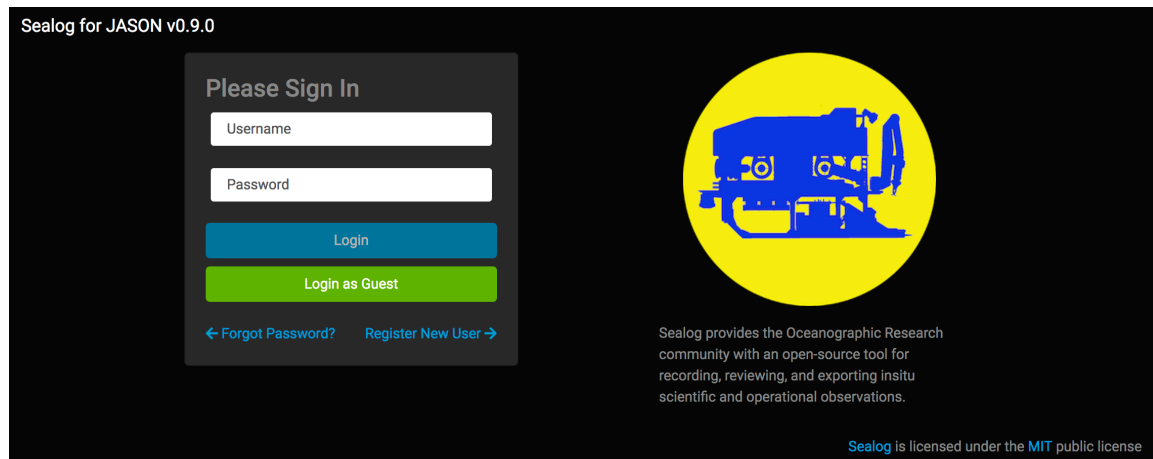 Sealog for JASON v0.9.0
Please Sign In
Username
Password
Login
Login as Guest
Forgot Password? Register New User
Sealog provides the Oceanographic Research
community with an open-source tool for
recording, reviewing, and exporting insitu
scientific and operational observations.
Sealog is licensed under the MIT public license